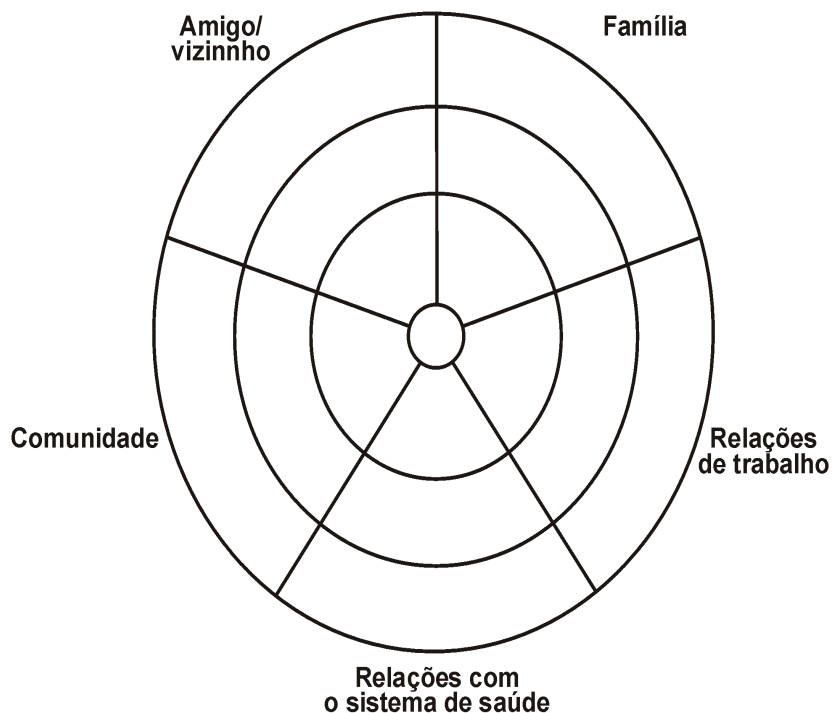 Amigo/
vizinnho
Família
Comunidade
Relações
de trabalho
Relações com
o sistema de saúde